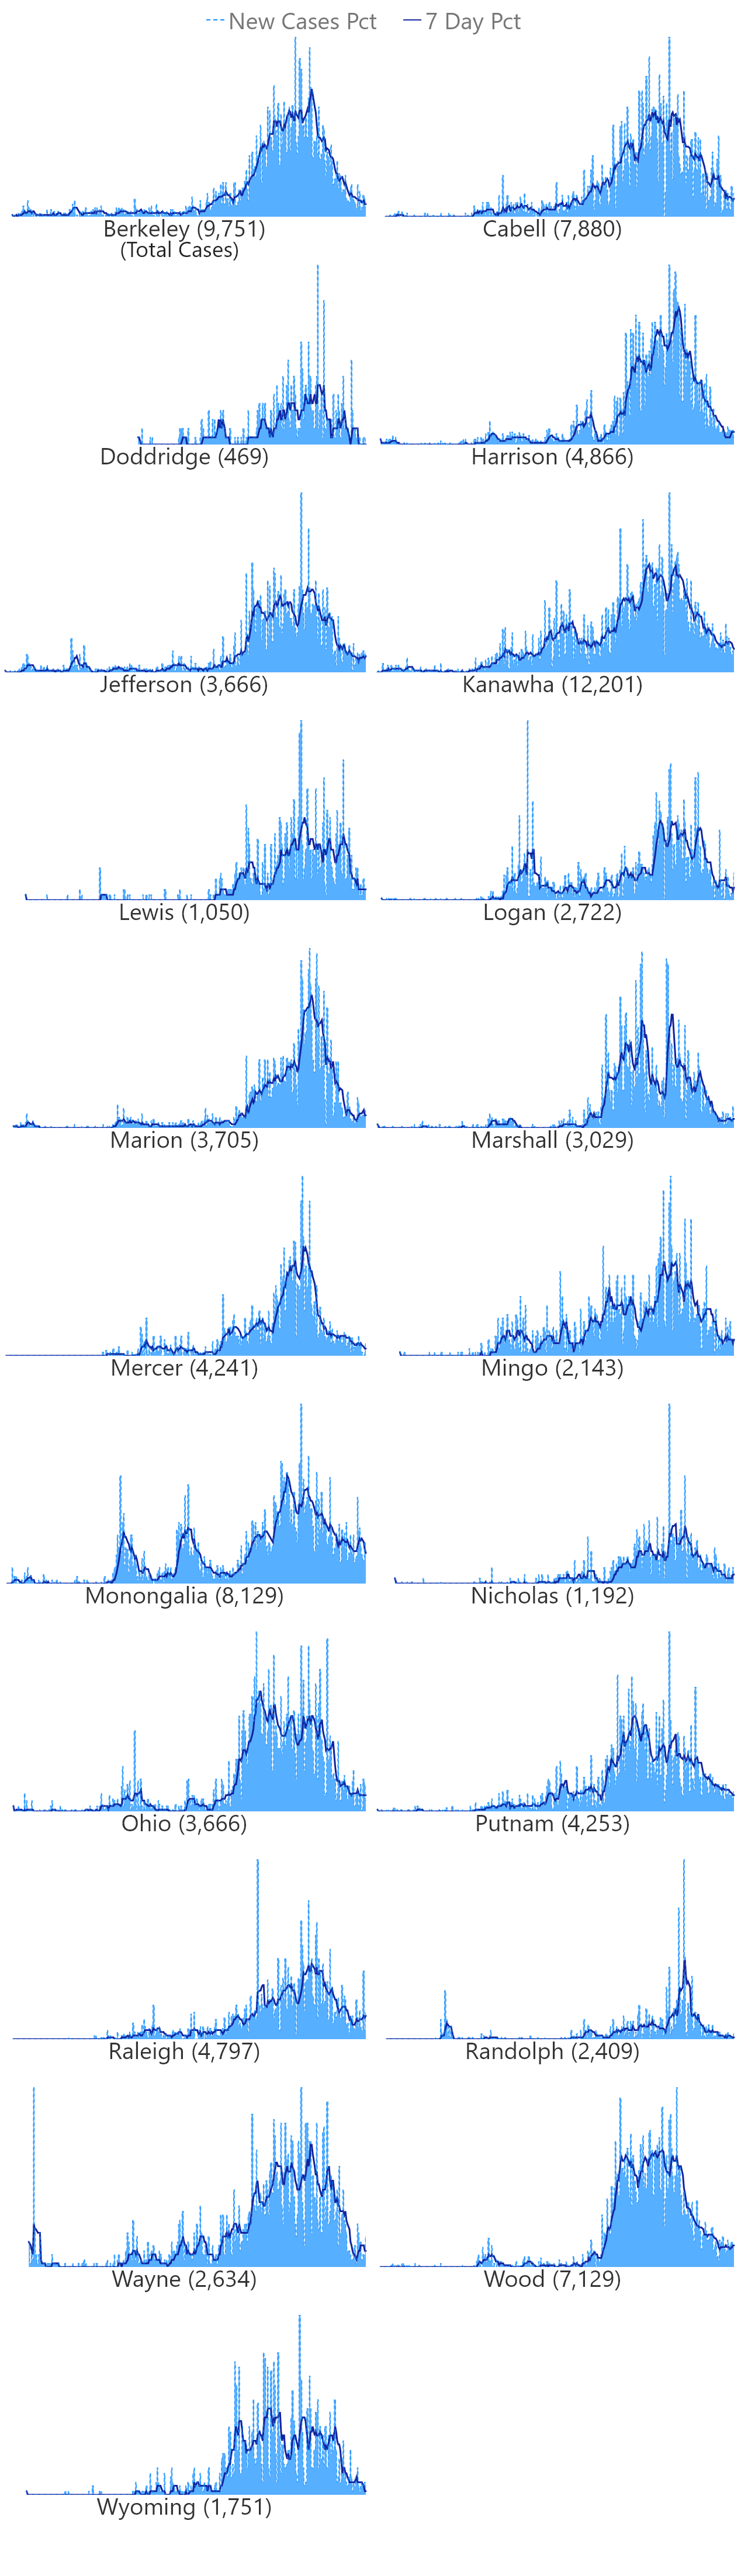 New Cases Pct 7 Day Pct
Berkeley (9,751) Cabell (7,880)
(Total Cases)
Doddridge (469) Harrison (4,866)
Jefferson (3,666) Kanawha (12,201)
Lewis (1,050) Logan (2,722)
Marion (3,705) Marshall (3,029)
Mercer (4,241) Mingo (2,143)
Monongalia (8,129) Nicholas (1,192)
Ohio (3,666) Putnam (4,253)
Raleigh (4,797) Randolph (2,409)
Wayne (2,634) Wood (7,129)
Wyoming (1,751)